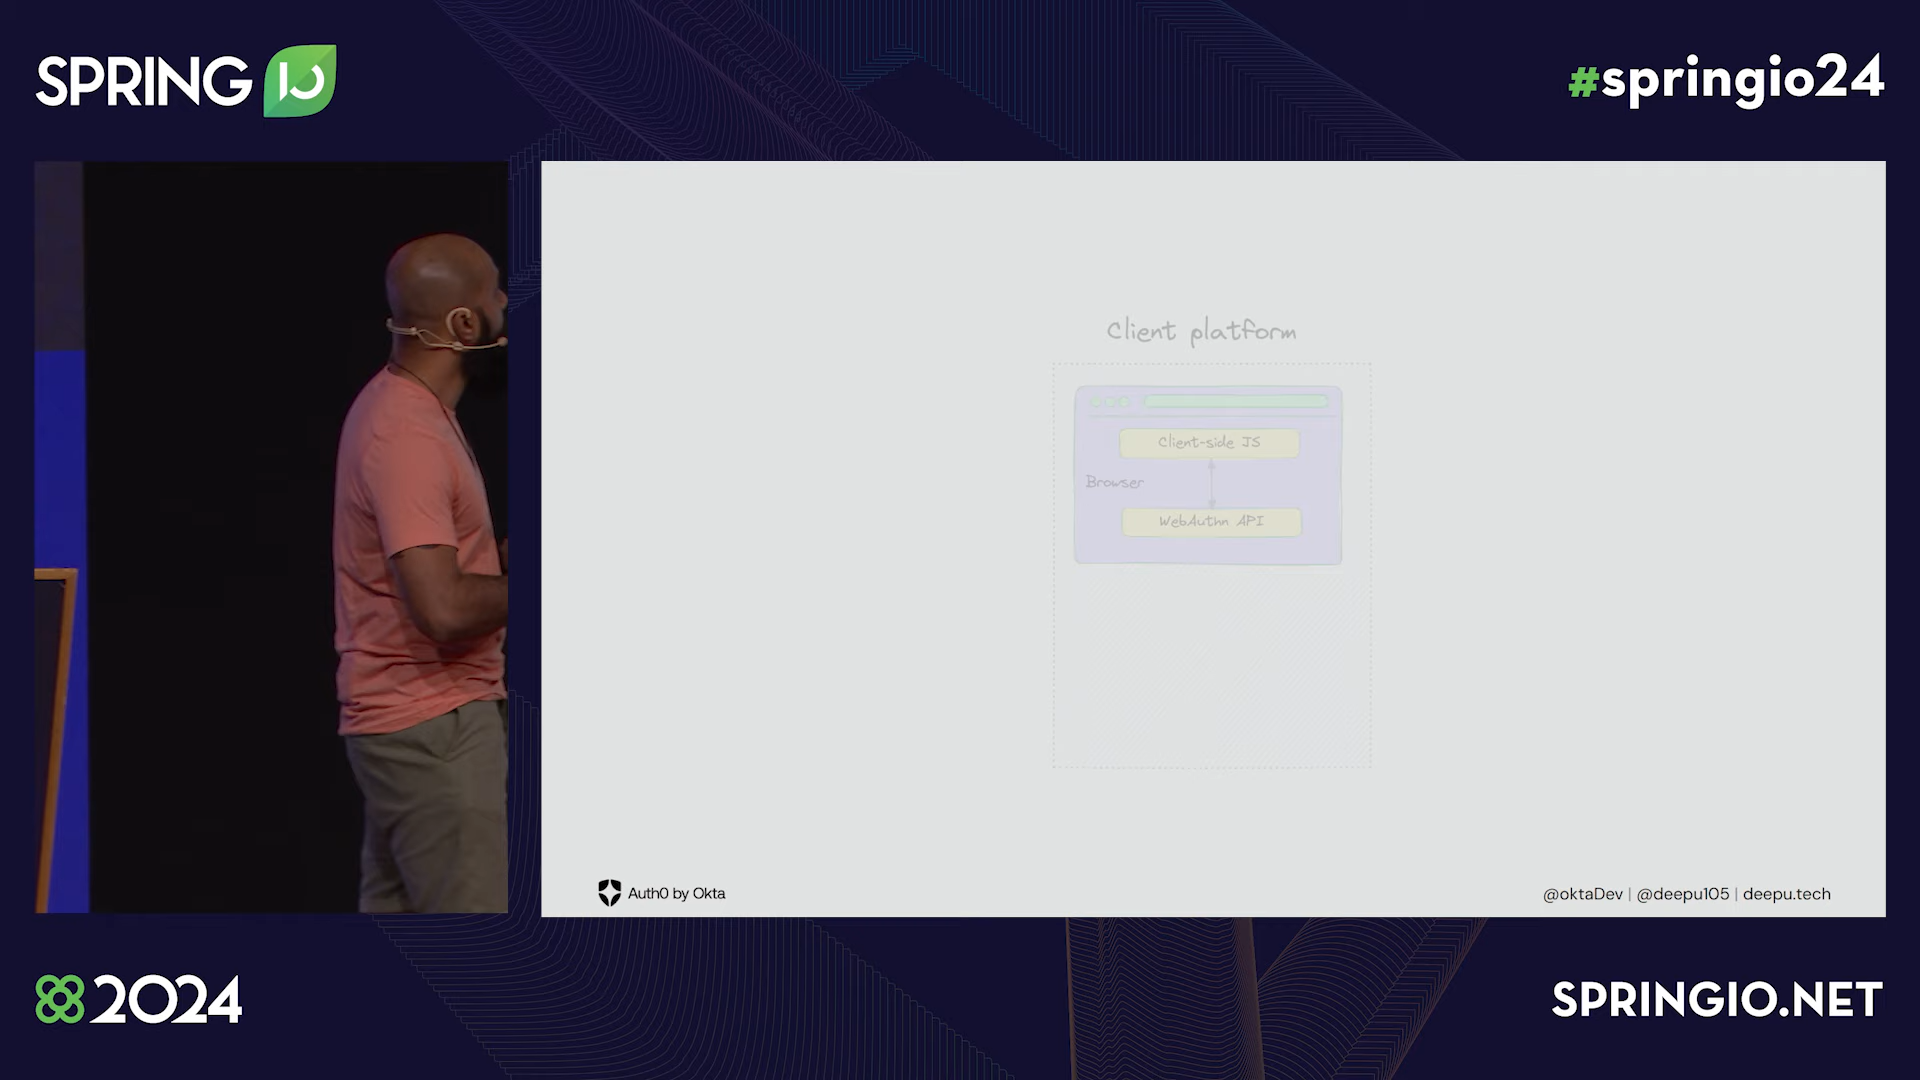 SPRING IO
#springio24
Client platform
Client-side JS
Browser
WebAuthn API
Auth0 by Okta
@oktaDev | @deepu105 | deepu.tech
2024
SPRINGIO.NET